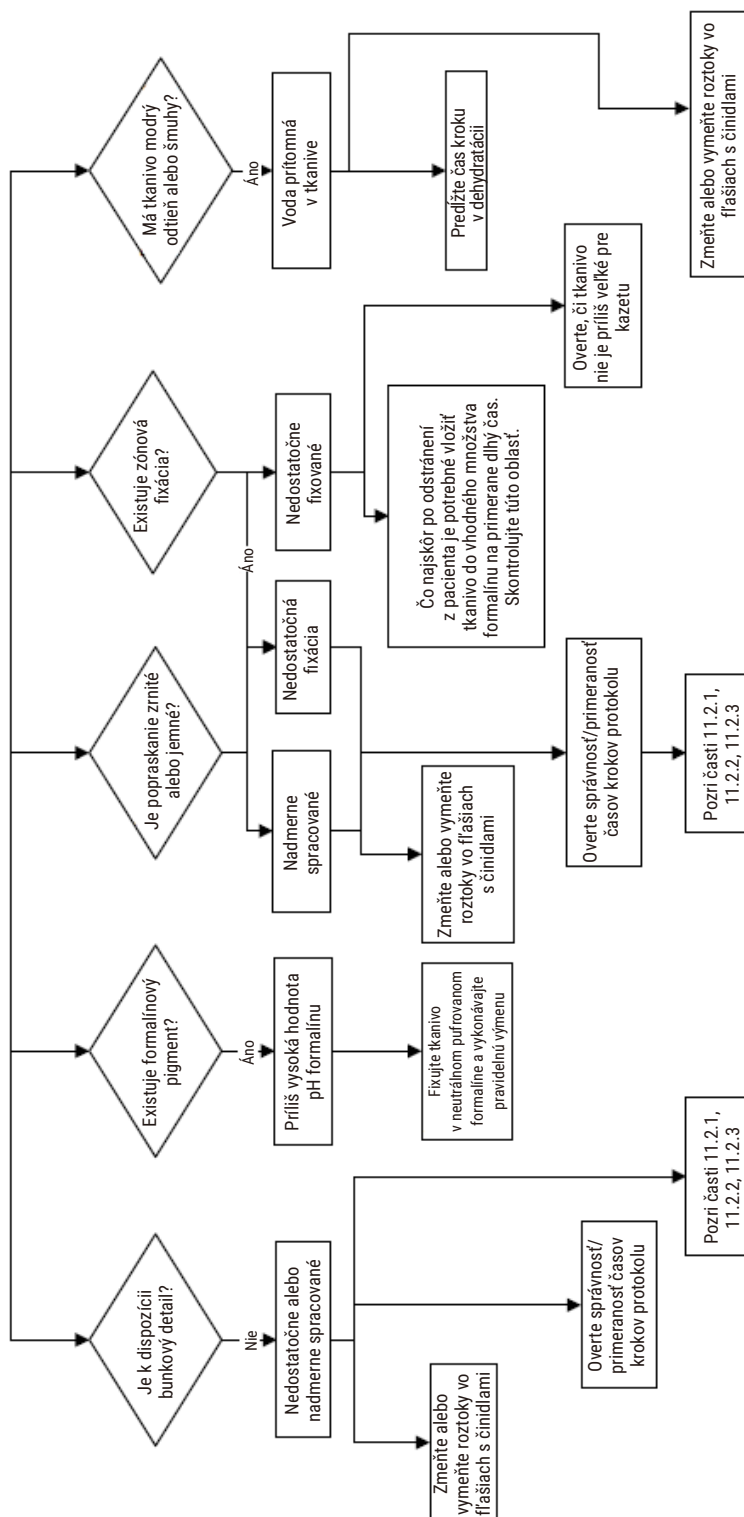 Je k dispozícii
bunkový detail?
Nie
Nedostatočne alebo
nadmerne spracované
Zmeňte alebo
vymeňte roztoky vo
fľašiach s činidlami
Overte správnosť/
primeranosť časov
krokov protokolu
Pozri časti 11.2.1,
11.2.2, 11.2.3
Existuje formalínový
pigment?
Áno
Príliš vysoká hodnota
pH formalínu
Fixujte tkanivo
v neutrálnom pufrovanom
formalíne a vykonávajte
pravidelnú výmenu
Je popraskanie zrnité
alebo jemné?
Nadmerne
spracované
Nedostatočná
fixácia
Zmeňte alebo vymeňte
roztoky vo fľašiach
s činidlami
Overte správnosť/primeranosť
časov krokov protokolu
Pozri časti 11.2.1,
11.2.2, 11.2.3
Existuje zónová
fixácia?
Áno
Nedostatočne
fixované
Čo najskôr po odstránení
z pacienta je potrebné vložiť
tkanivo do vhodného množstva
formalínu na primerane dlhý čas.
Skontrolujte túto oblasť.
Overte, či tkanivo
nie je príliš veľké pre
kazetu
Má tkanivo modrý
odtieň alebo šmuhy?
Áno
Voda prítomná
v tkanive
Predĺžte čas kroku
v dehydratácii
Zmeňte alebo vymeňte roztoky vo
fľašiach s činidlami